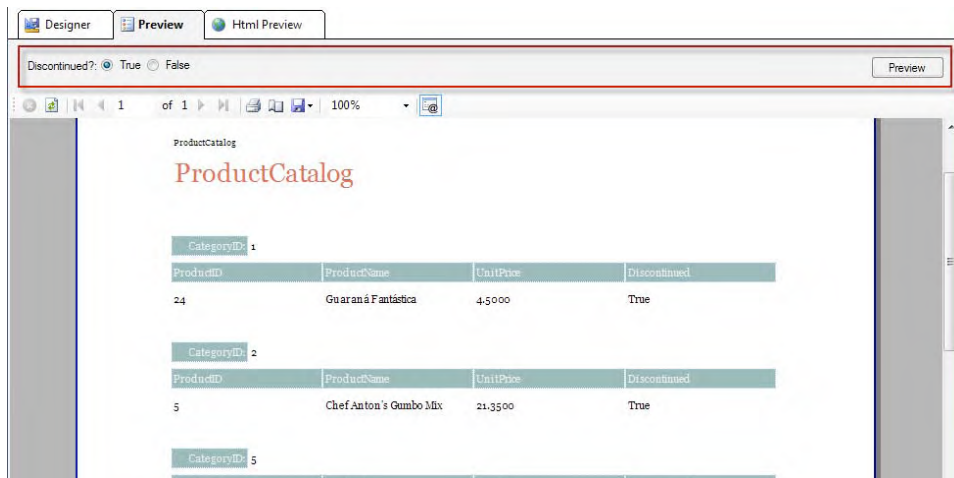 Designer Preview Html Preview
Discontinued?: True False Preview
1 of 1 100%
ProductCatalog
ProductCatalog
CategoryID: 1
ProductID ProductName UnitPrice Discontinued
24 Guaraná Fantástica 4.5000 True
CategoryID: 2
ProductID ProductName UnitPrice Discontinued
5 Chef Anton's Gumbo Mix 21.3500 True
CategoryID: 5